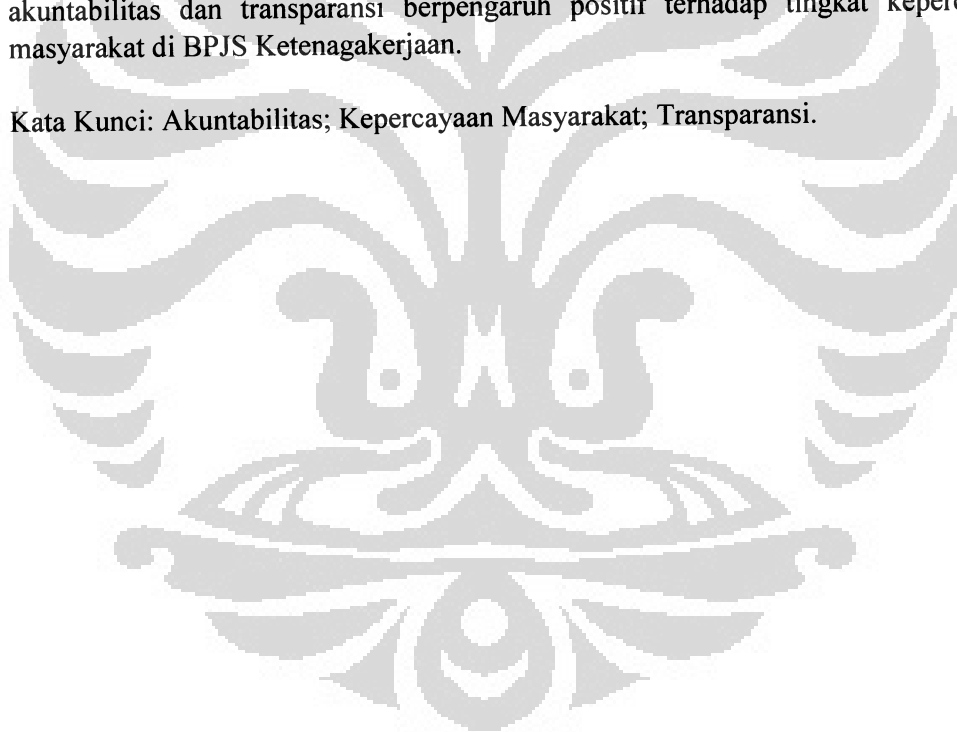 akuntabilitas dan transparansi berpengaruh positif terhadap tingkat
masyarakat di BPJS Ketenagakerjaan.
Kata Kunci: Akuntabilitas; Kepercayaan Masyarakat; Transparansi.